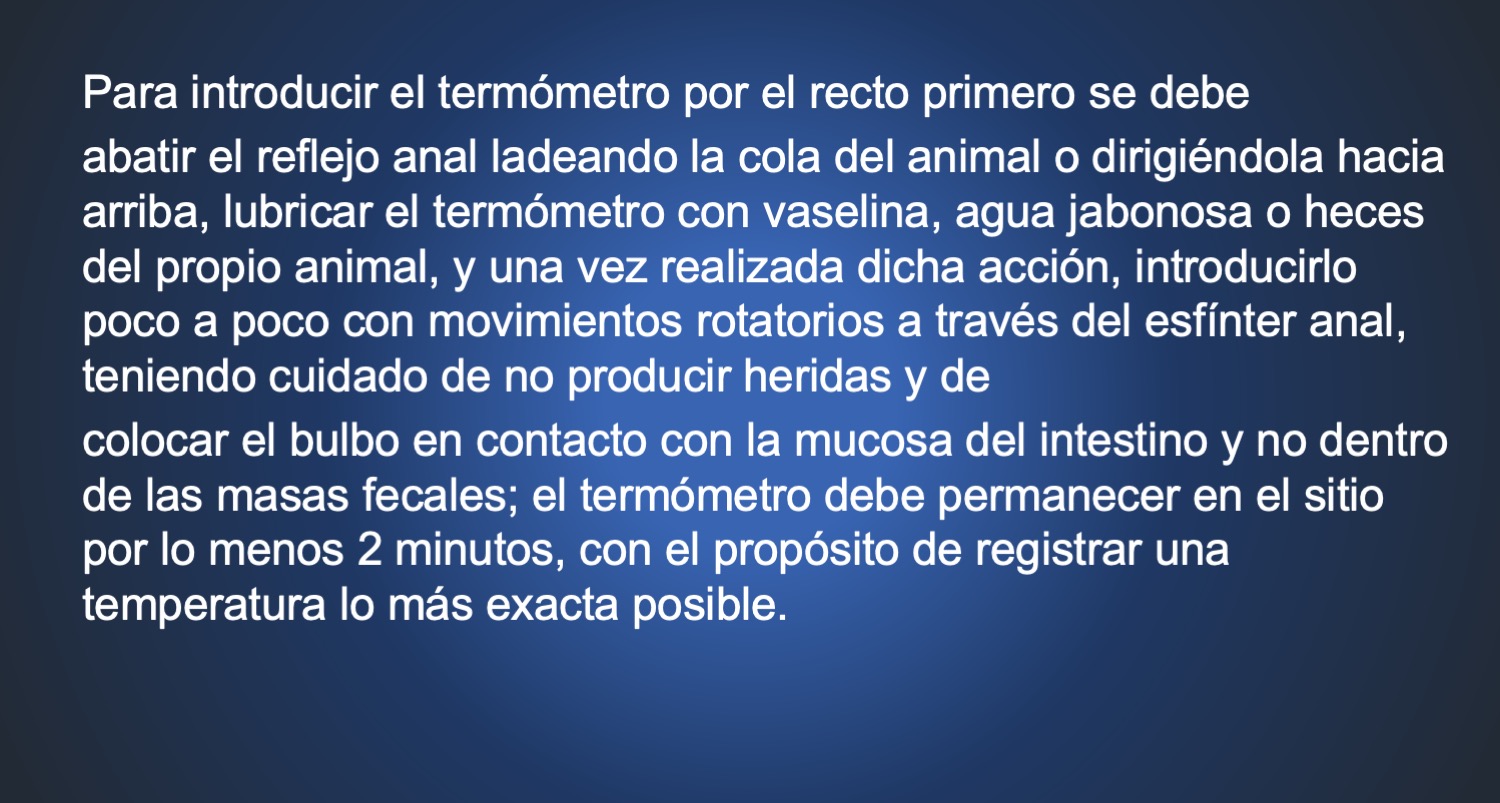 Para introducir el termómetro por el recto primero se debe
abatir el reflejo anal ladeando la cola del animal o dirigiéndola hacia
arriba, lubricar el termómetro con vaselina, agua jabonosa o heces
del propio animal, y una vez realizada dicha acción, introducirlo
poco a poco con movimientos rotatorios a través del esfínter anal,
teniendo cuidado de no producir heridas y de
colocar el bulbo en contacto con la mucosa del intestino y no dentro
de las masas fecales; el termómetro debe permanecer en el sitio
por lo menos 2 minutos, con el propósito de registrar una
temperatura lo más exacta posible.